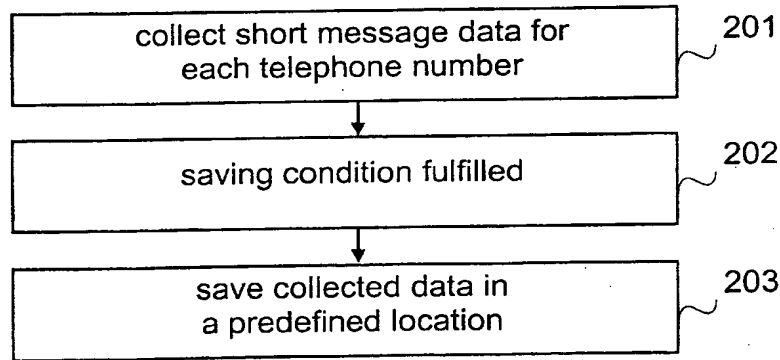 collect short message data for
each telephone number
201
saving condition fulfilled
202
save collected data in
a predefined location
203